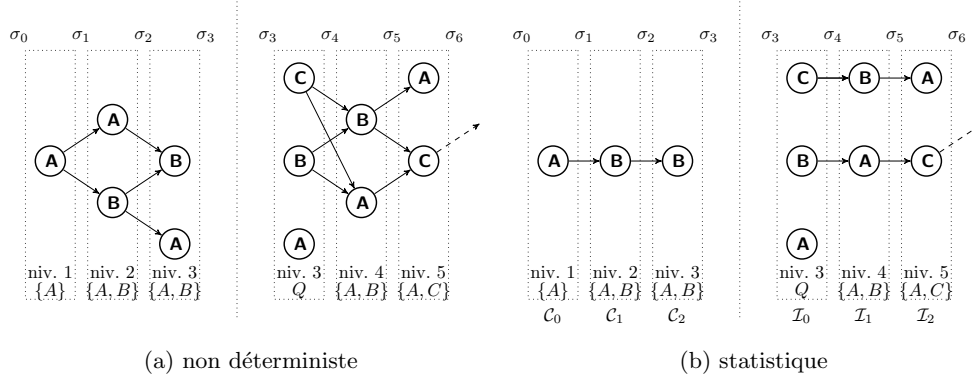 σ0 σ1 σ2 σ3 σ3 σ4 σ5 σ6 σ0 σ1 σ2 σ3 σ3 σ4 σ5 σ6
C A C B A
A B
A B B C A B B B A C
B A
A A A
niv. 1 niv. 2 niv. 3 niv. 3 niv. 4 niv. 5 niv. 1 niv. 2 niv. 3 niv. 3 niv. 4 niv. 5
{A} {A, B} {A, B} Q {A, B} {A, C} {A} {A, B} {A, B} Q {A, B} {A, C}
C0 C1 C2 I0 I1 I2
(a) non déterministe (b) statistique